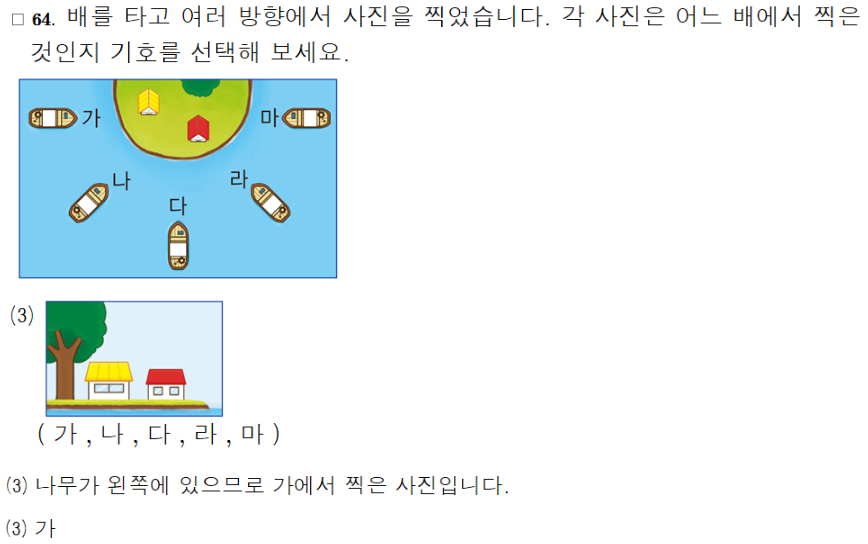 □ 64. 배를 타고 여러 방향에서 사진을 찍었습니다. 각 사진은 어느 배에서 찍은
것인지 기호를 선택해 보세요.
가
마
나
라
다
(3)
( 가 , 나 , 다 , 라 , 마 )
(3) 나무가 왼쪽에 있으므로 가에서 찍은 사진입니다.
(3) 가